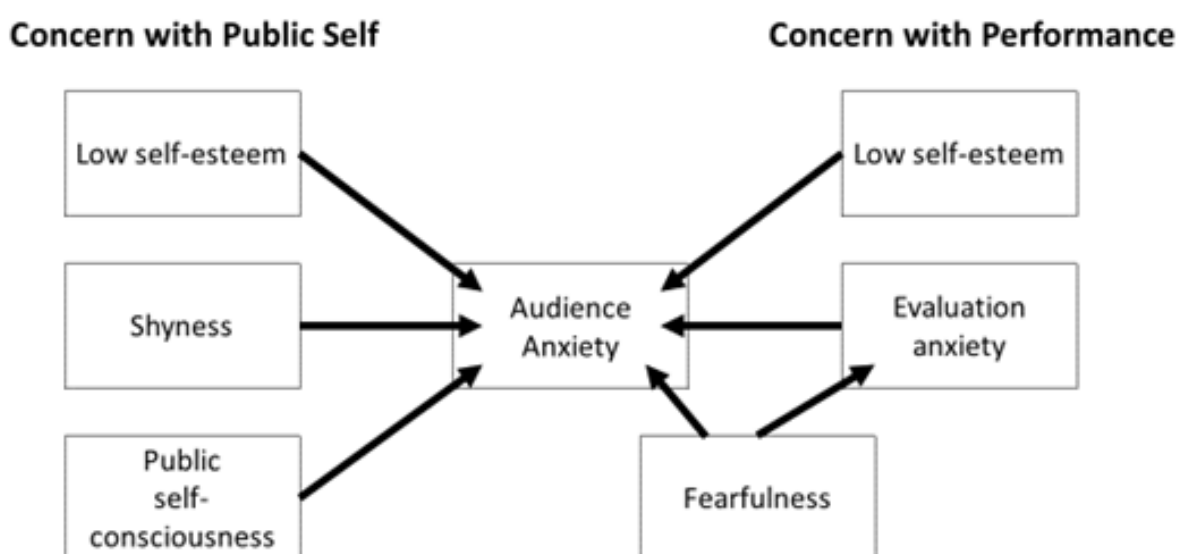 Concern with Public Self
Concern with Performance
Low self-esteem
Low self-esteem
Shyness
Audience
Anxiety
Evaluation
anxiety
Public
self-
consciousness
Fearfulness